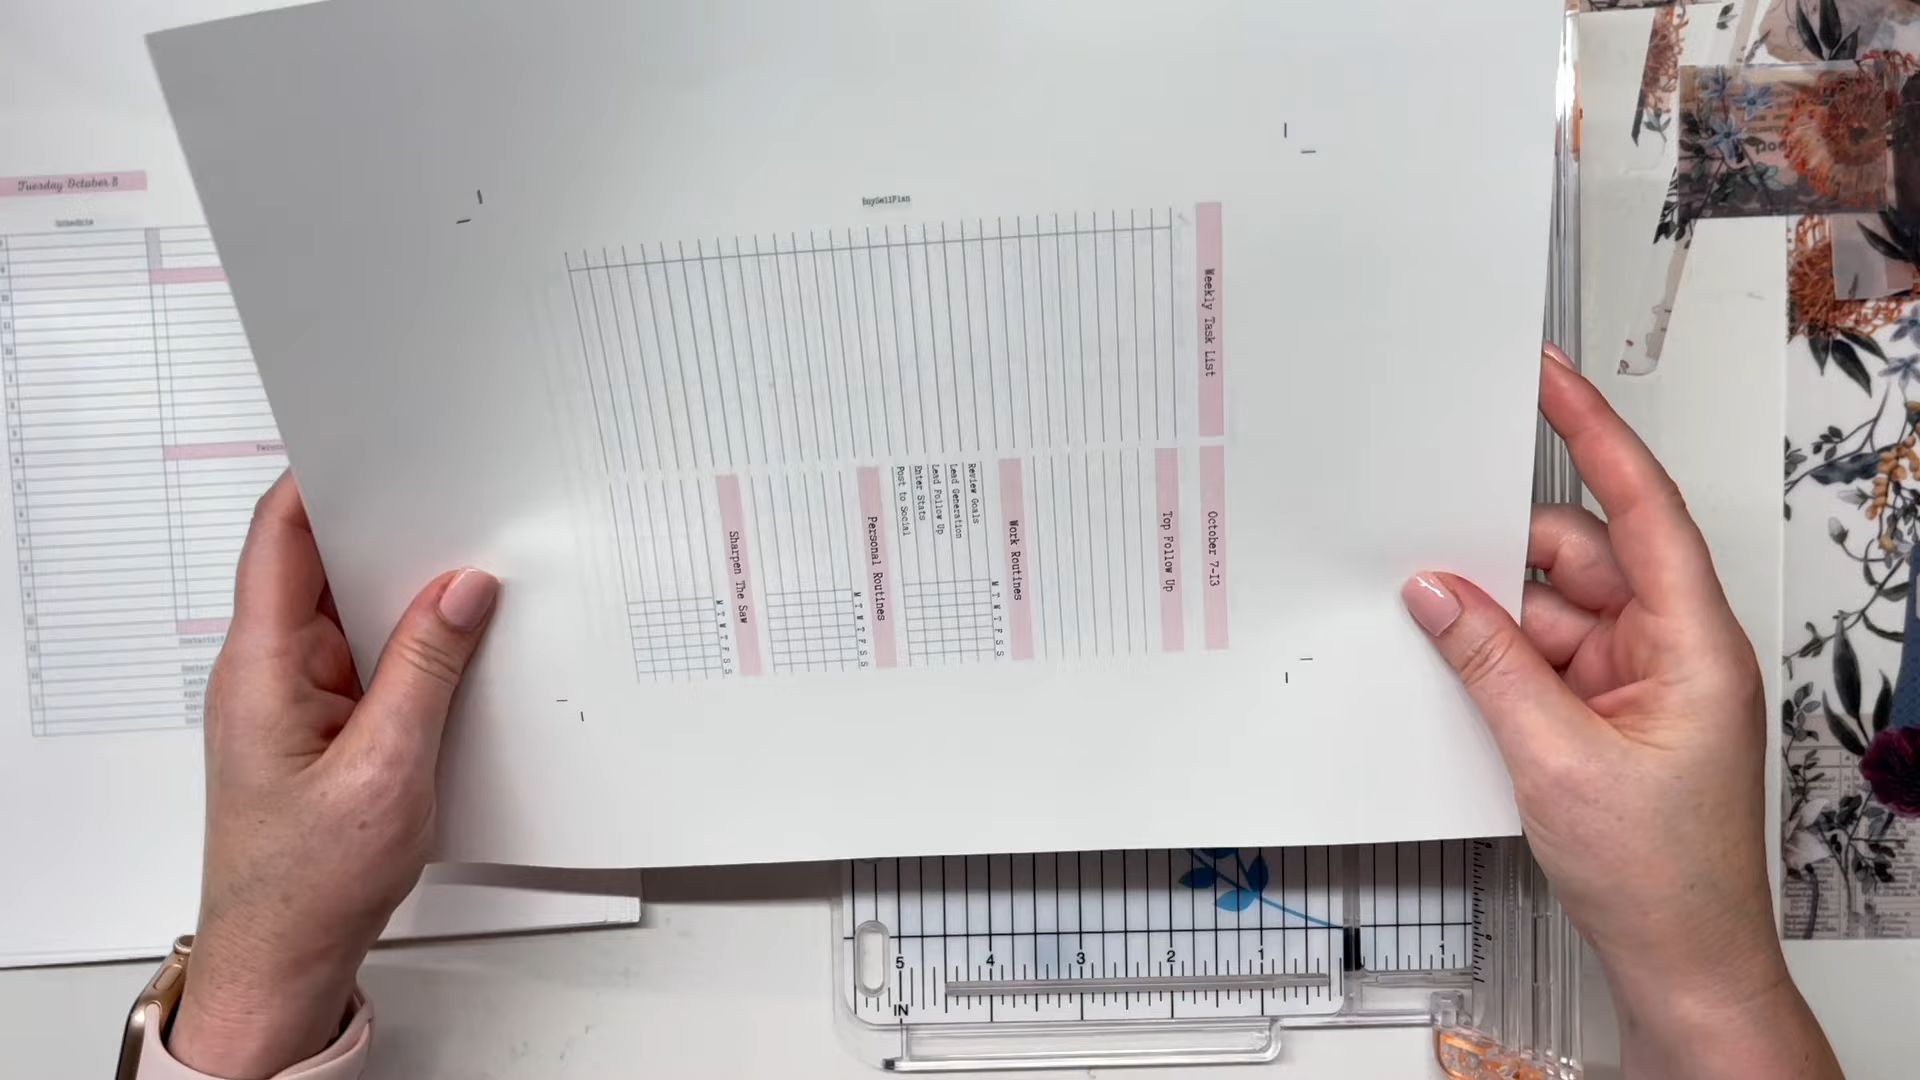 Tuesday October 8
Schedule
BuySellPlan
Weekly Task List
October 7-13
Top Follow Up
Work Routines
M T W T F S S
Review Goals
Lead Generation
Lead Follow Up
Enter Stats
Post to Social
Personal Routines
M T W T F S S
Sharpen The Saw
M T W T F S S
5 4 3 2 1 1
IN